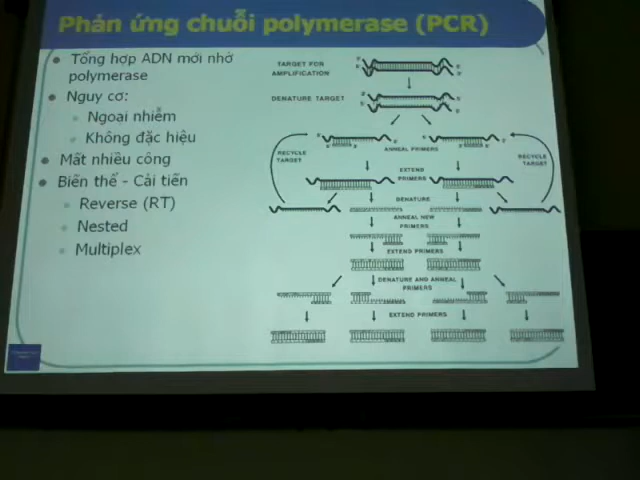 Phản ứng chuỗi polymerase (PCR)
Tổng hợp ADN mới nhờ
polymerase
Nguy cơ:
Ngoại nhiễm
Không đặc hiệu
Mất nhiều công
Biến thể - Cải tiến
Reverse (RT)
Nested
Multiplex
TARGET FOR
AMPLIFICATION
DENATURE TARGET
ANNEAL PRIMERS
RECYCLE
TARGET
RECYCLE
TARGET
EXTEND
PRIMERS
DENATURE
ANNEAL NEW
PRIMERS
EXTEND PRIMERS
DENATURE AND ANNEAL
PRIMERS
EXTEND PRIMERS